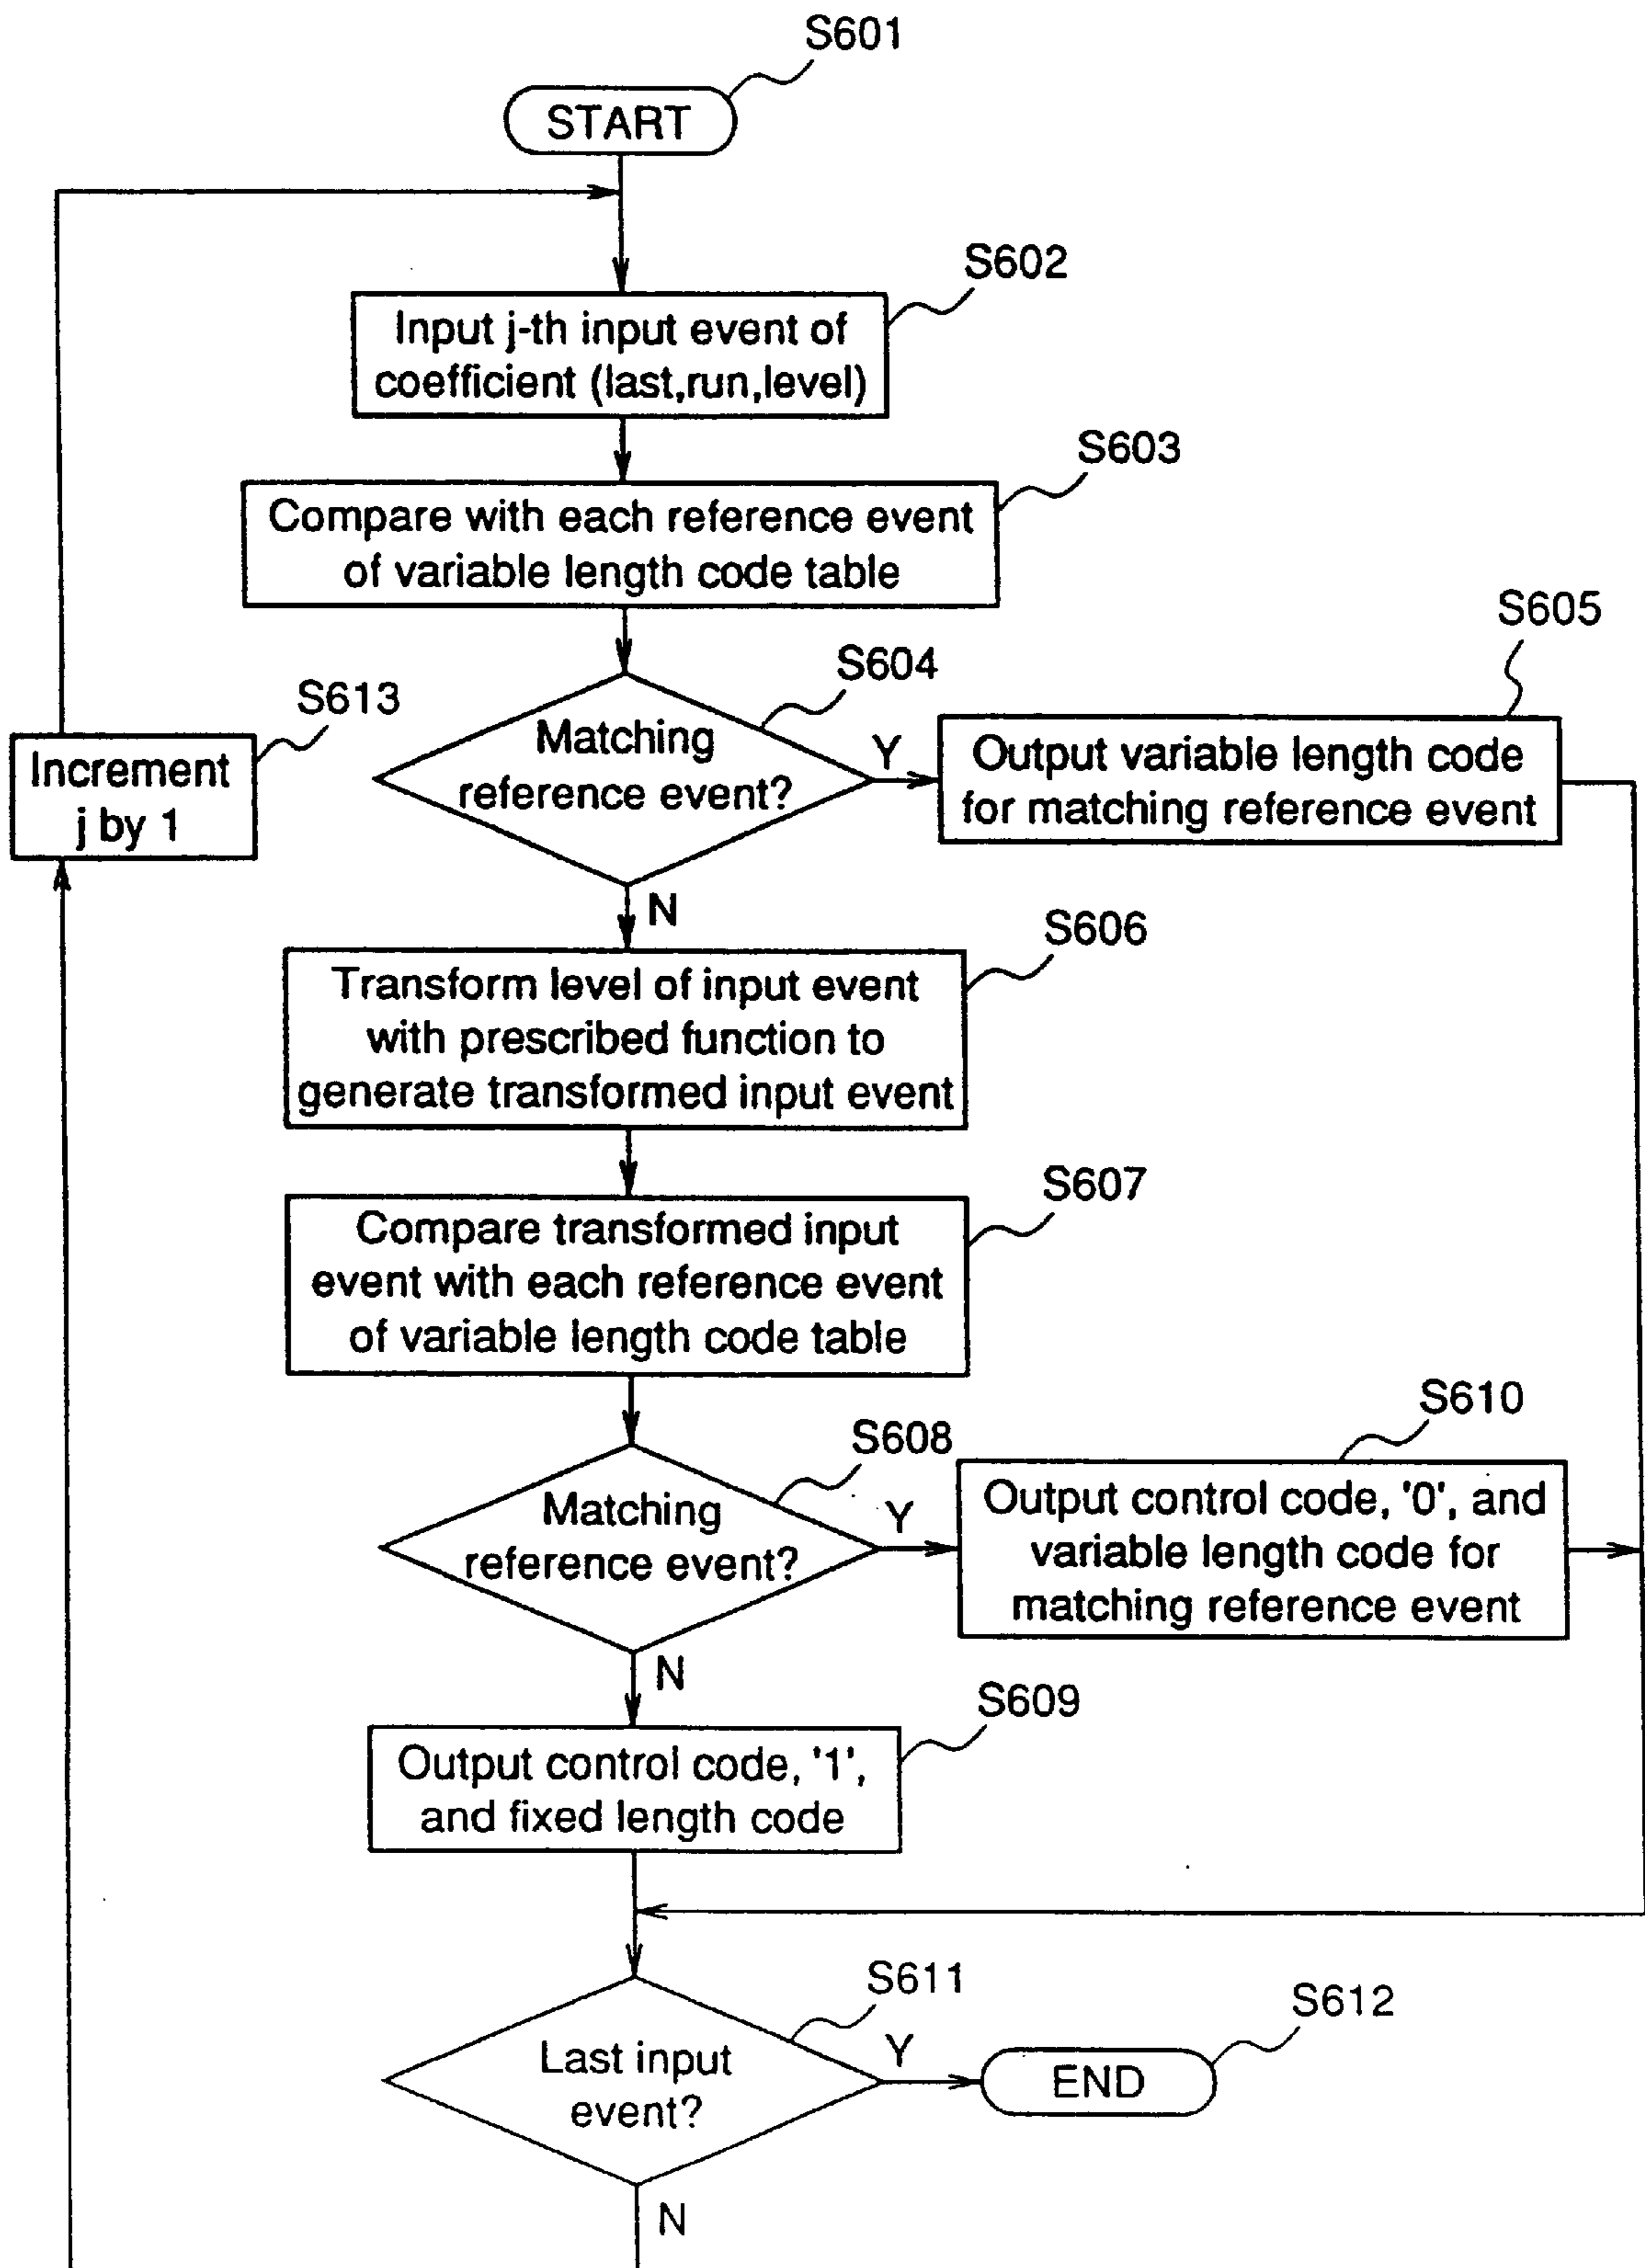 S601
START
S602
Input j-th input event of
coefficient (last,run,level)
S603
Compare with each reference event
of variable length code table
S604
Matching
reference event?
Y
S605
Output variable length code
for matching reference event
S613
Increment
j by 1
N
S606
Transform level of input event
with prescribed function to
generate transformed input event
S607
Compare transformed input
event with each reference event
of variable length code table
S608
Matching
reference event?
Y
S610
Output control code, '0', and
variable length code for
matching reference event
N
S609
Output control code, '1',
and fixed length code
S611
Last input
event?
Y
S612
END
N